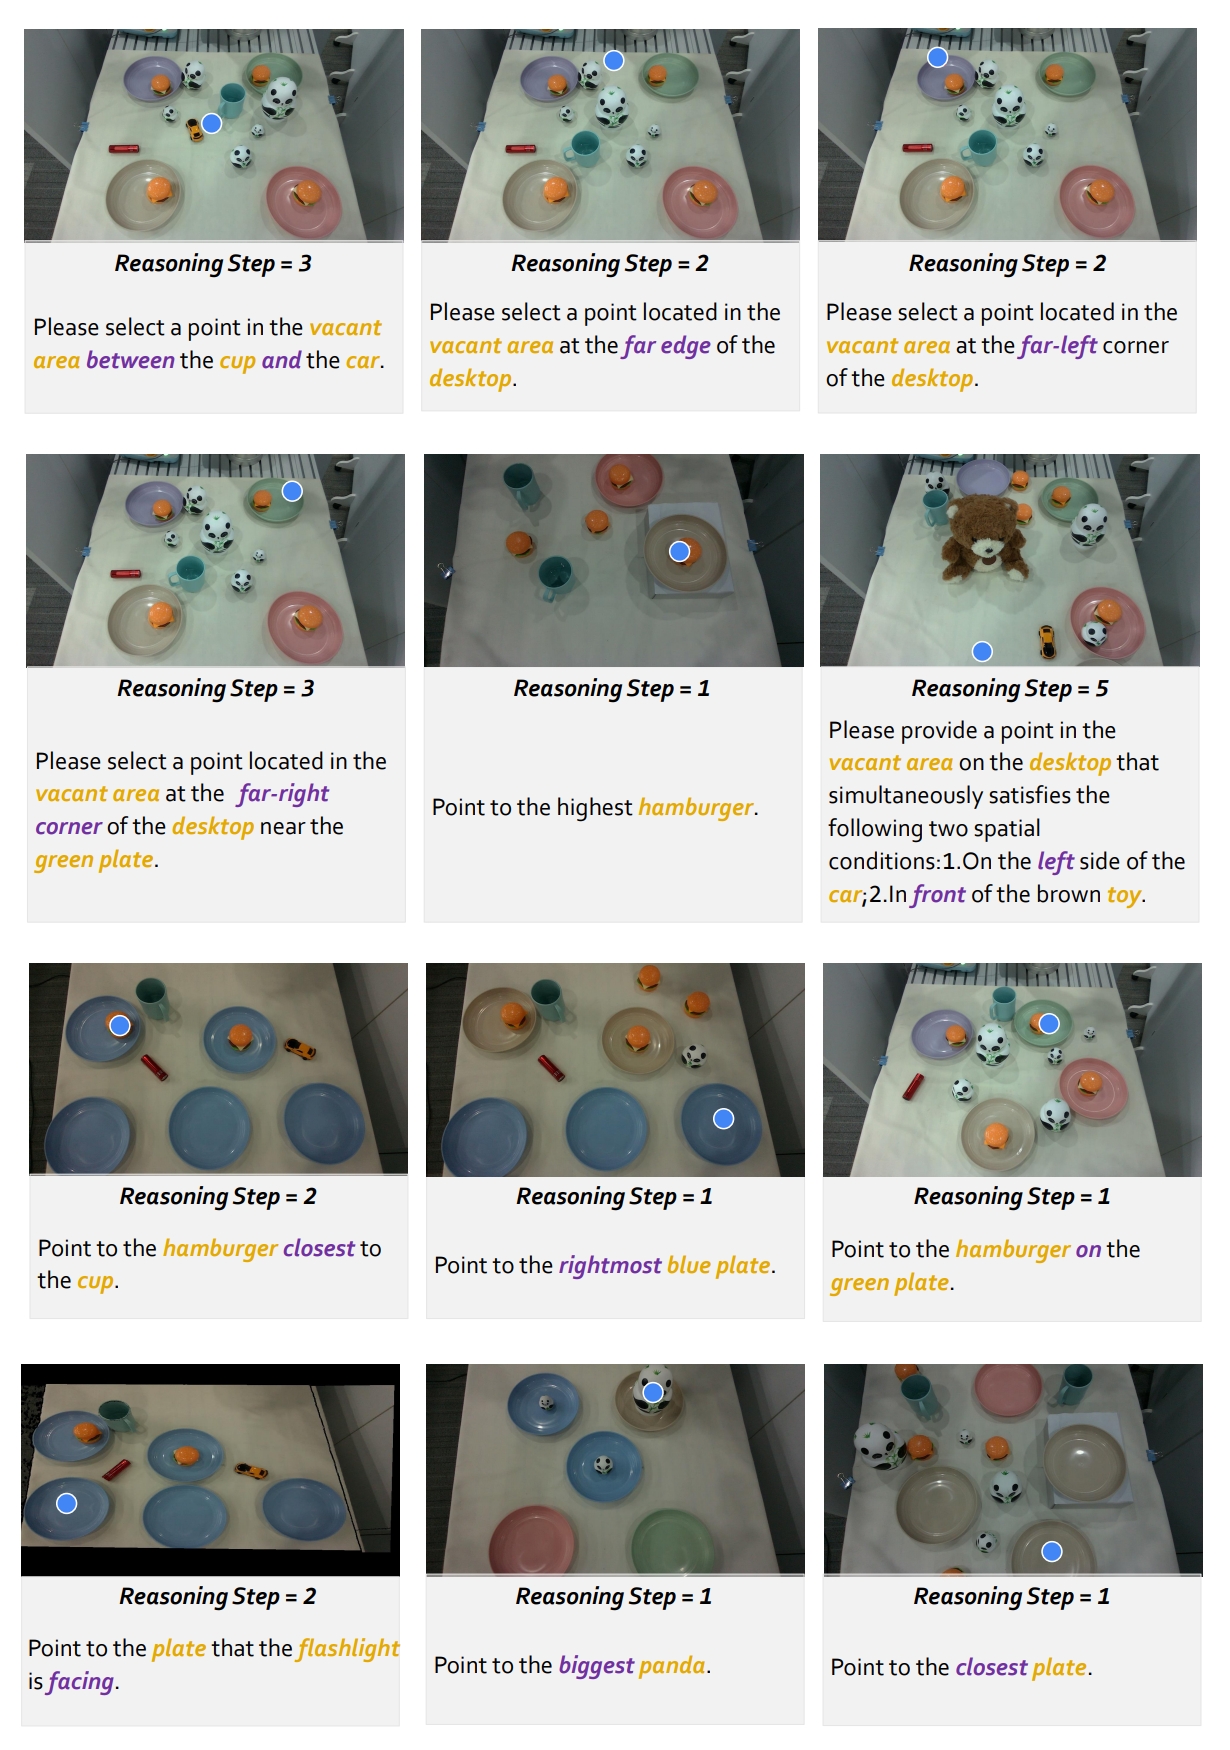 Reasoning Step = 3
Please select a point in the vacant
area between the cup and the car.
Reasoning Step = 2
Please select a point located in the
vacant area at the far edge of the
desktop.
Reasoning Step = 2
Please select a point located in the
vacant area at the far-left corner
of the desktop.
Reasoning Step = 3
Please select a point located in the
vacant area at the far-right
corner of the desktop near the
green plate.
Reasoning Step = 1
Point to the highest hamburger.
Reasoning Step = 5
Please provide a point in the
vacant area on the desktop that
simultaneously satisfies the
following two spatial
conditions:1.On the left side of the
car;2.In front of the brown toy.
Reasoning Step = 2
Point to the hamburger closest to
the cup.
Reasoning Step = 1
Point to the rightmost blue plate.
Reasoning Step = 1
Point to the hamburger on the
green plate.
Reasoning Step = 2
Point to the plate that the flashlight
is facing.
Reasoning Step = 1
Point to the biggest panda.
Reasoning Step = 1
Point to the closest plate.